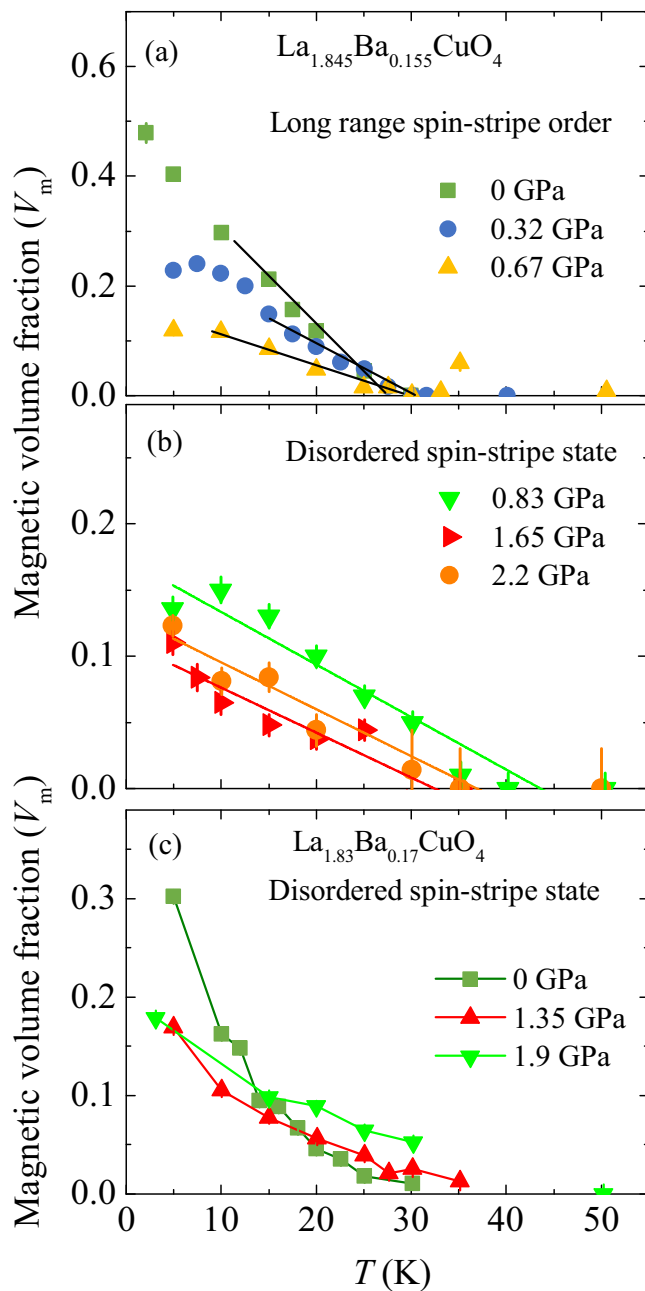 (a)
La1.845Ba0.155CuO4
Long range spin-stripe order
0 GPa
0.32 GPa
0.67 GPa
0.6
0.4
0.2
0.0
Magnetic volume fraction (Vm)
(b)
Disordered spin-stripe state
0.83 GPa
1.65 GPa
2.2 GPa
0.2
0.1
0.0
Magnetic volume fraction (Vm)
(c)
La1.83Ba0.17CuO4
Disordered spin-stripe state
0 GPa
1.35 GPa
1.9 GPa
0.3
0.2
0.1
0.0
0 10 20 30 40 50
T (K)